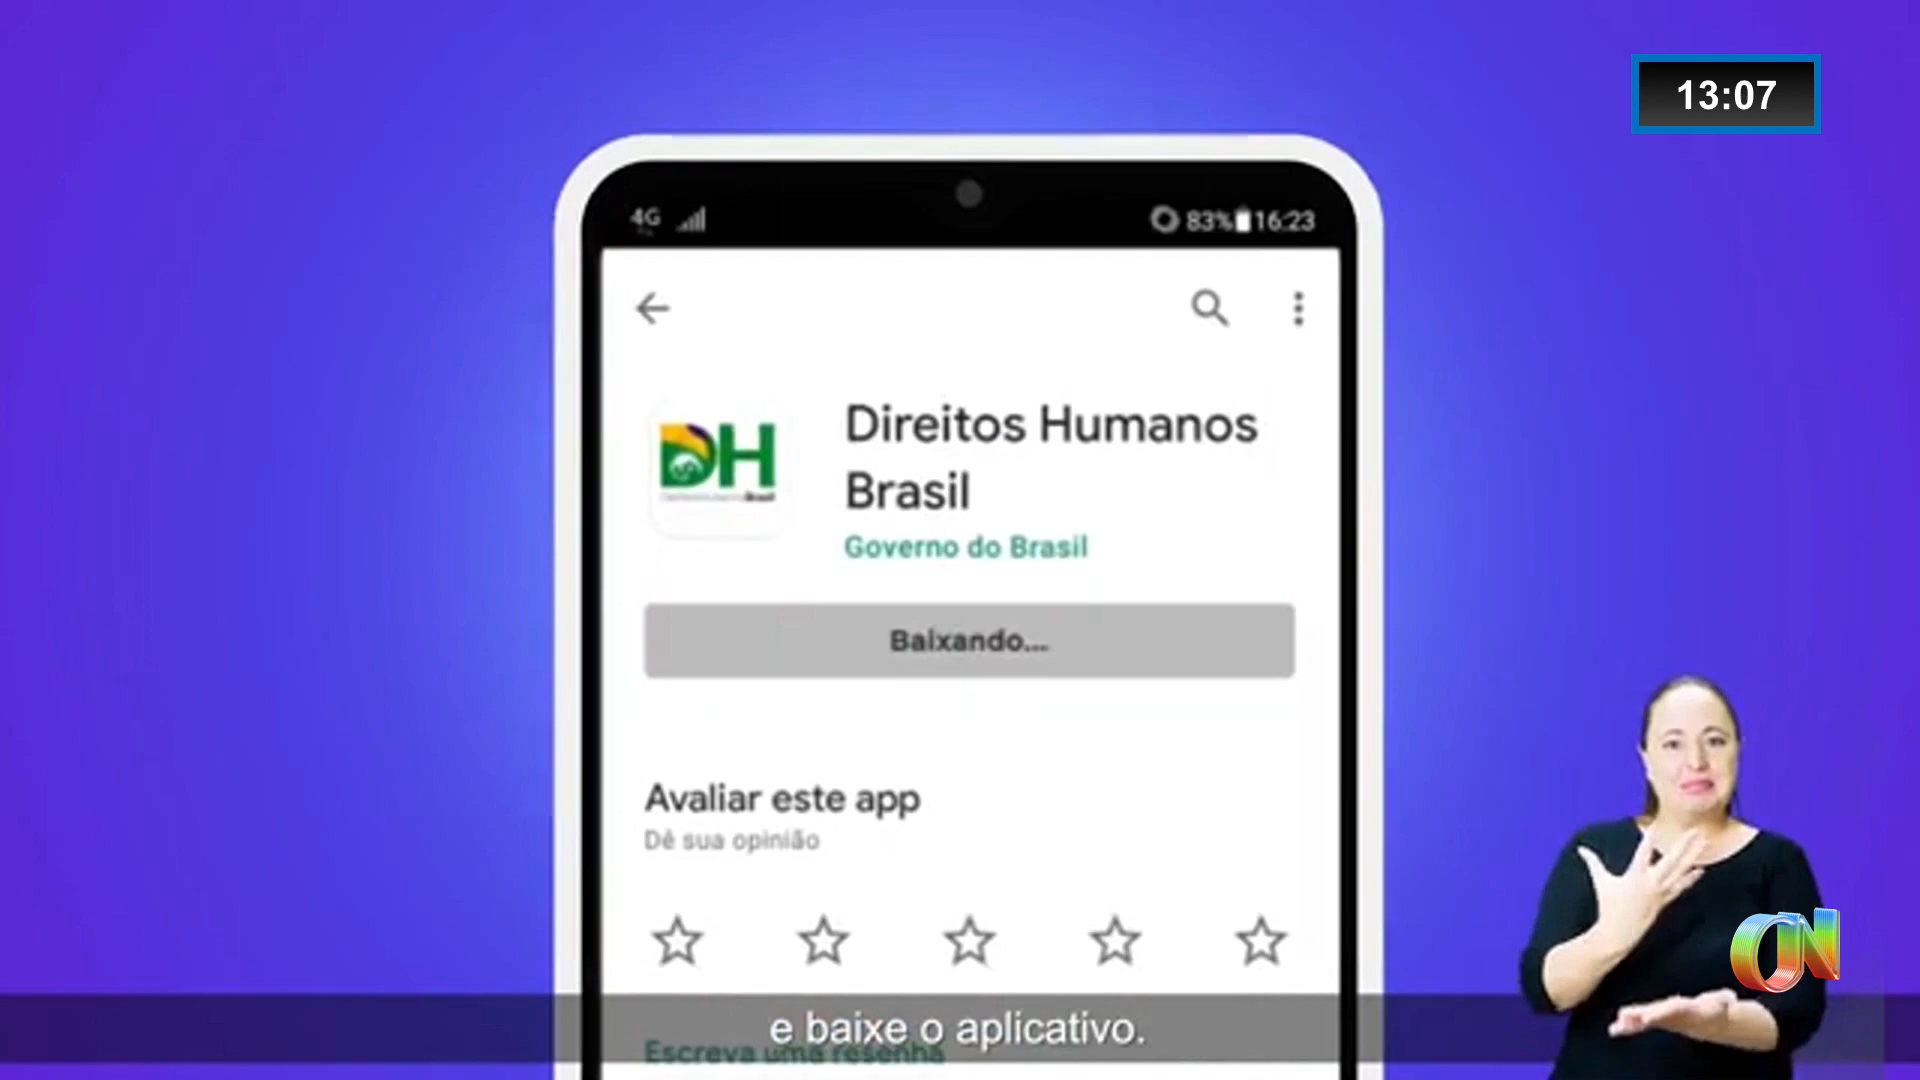 13:07
4G
83% 16:23
DH
Direitos Humanos
Brasil
Governo do Brasil
Baixando...
Avaliar este app
Dê sua opinião
CN
e baixe o aplicativo.
Escreva uma resenha